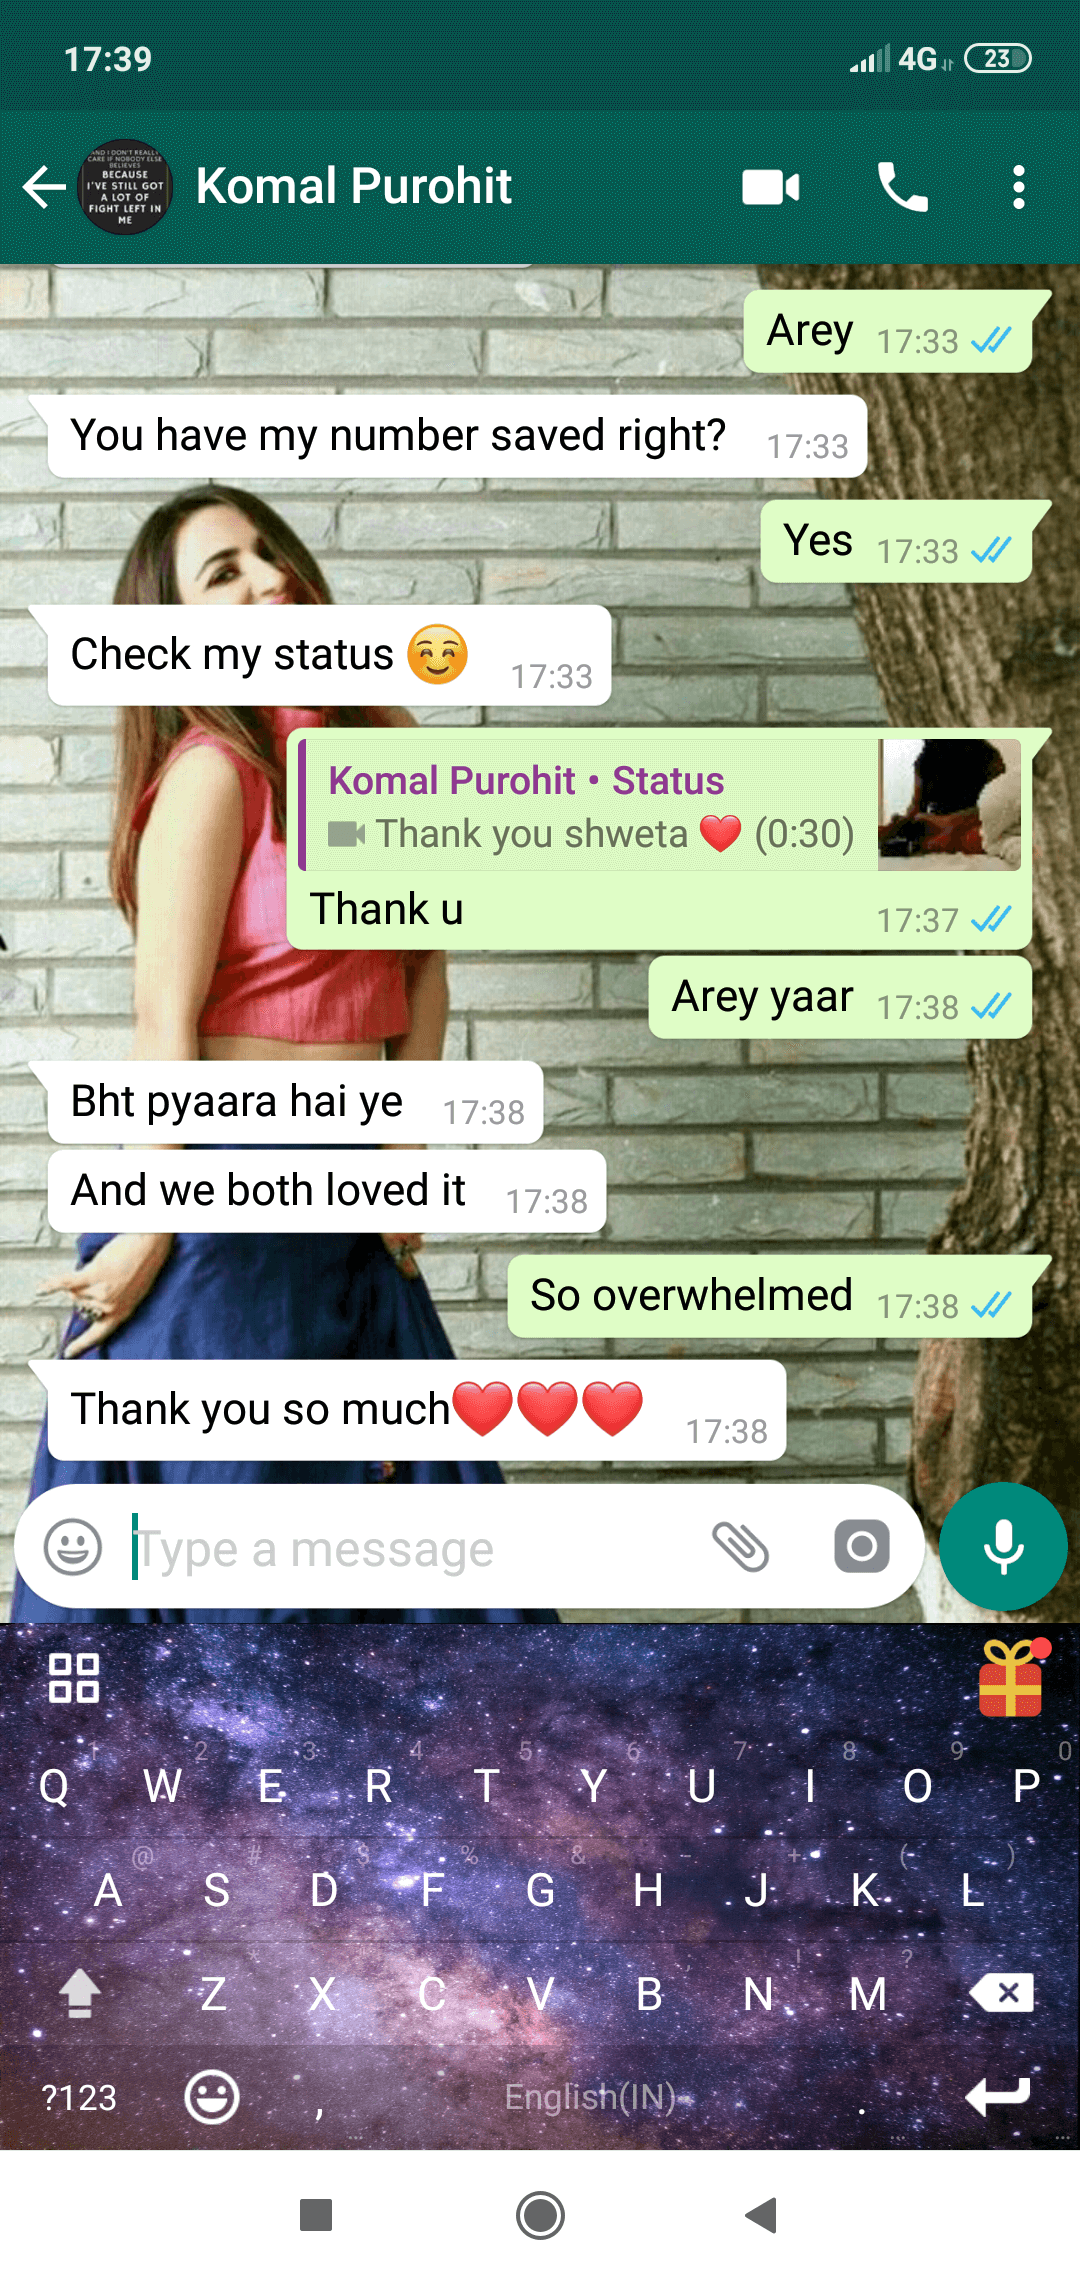 17:39
4G
23
AND I DON'T REALLY
CARE IF NOBODY ELSE
BELIEVES
BECAUSE
I'VE STILL GOT
A LOT OF
FIGHT LEFT IN
ME
Komal Purohit
Arey 17:33
You have my number saved right? 17:33
Yes 17:33
Check my status ☺️ 17:33
Komal Purohit • Status
Thank you shweta ❤️ (0:30)
Thank u 17:37
Arey yaar 17:38
Bht pyaara hai ye 17:38
And we both loved it 17:38
So overwhelmed 17:38
Thank you so much❤️❤️❤️ 17:38
Type a message
1 2 3 4 5 6 7 8 9 0
Q W E R T Y U I O P
@ # $ % & - + ( )
A S D F G H J K L
* ' ! ?
Z X C V B N M
?123 , English(IN) .